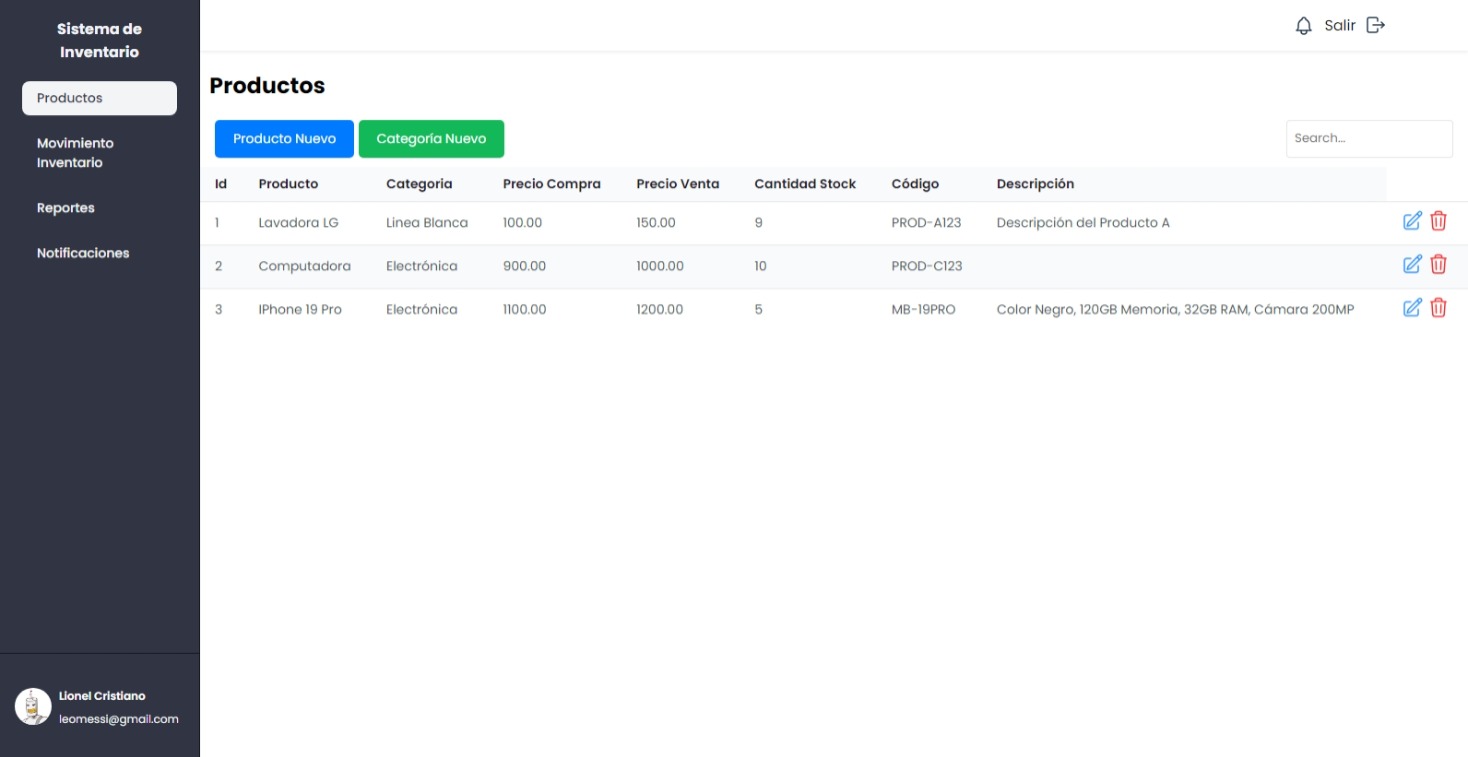 Sistema de
Inventario
Productos
Movimiento
Inventario
Reportes
Notificaciones
Lionel Cristiano
leomessi@gmail.com
Salir
Productos
Producto Nuevo Categoría Nuevo Search...
Id Producto Categoria Precio Compra Precio Venta Cantidad Stock Código Descripción
1 Lavadora LG Linea Blanca 100.00 150.00 9 PROD-A123 Descripción del Producto A
2 Computadora Electrónica 900.00 1000.00 10 PROD-C123
3 IPhone 19 Pro Electrónica 1100.00 1200.00 5 MB-19PRO Color Negro, 120GB Memoria, 32GB RAM, Cámara 200MP